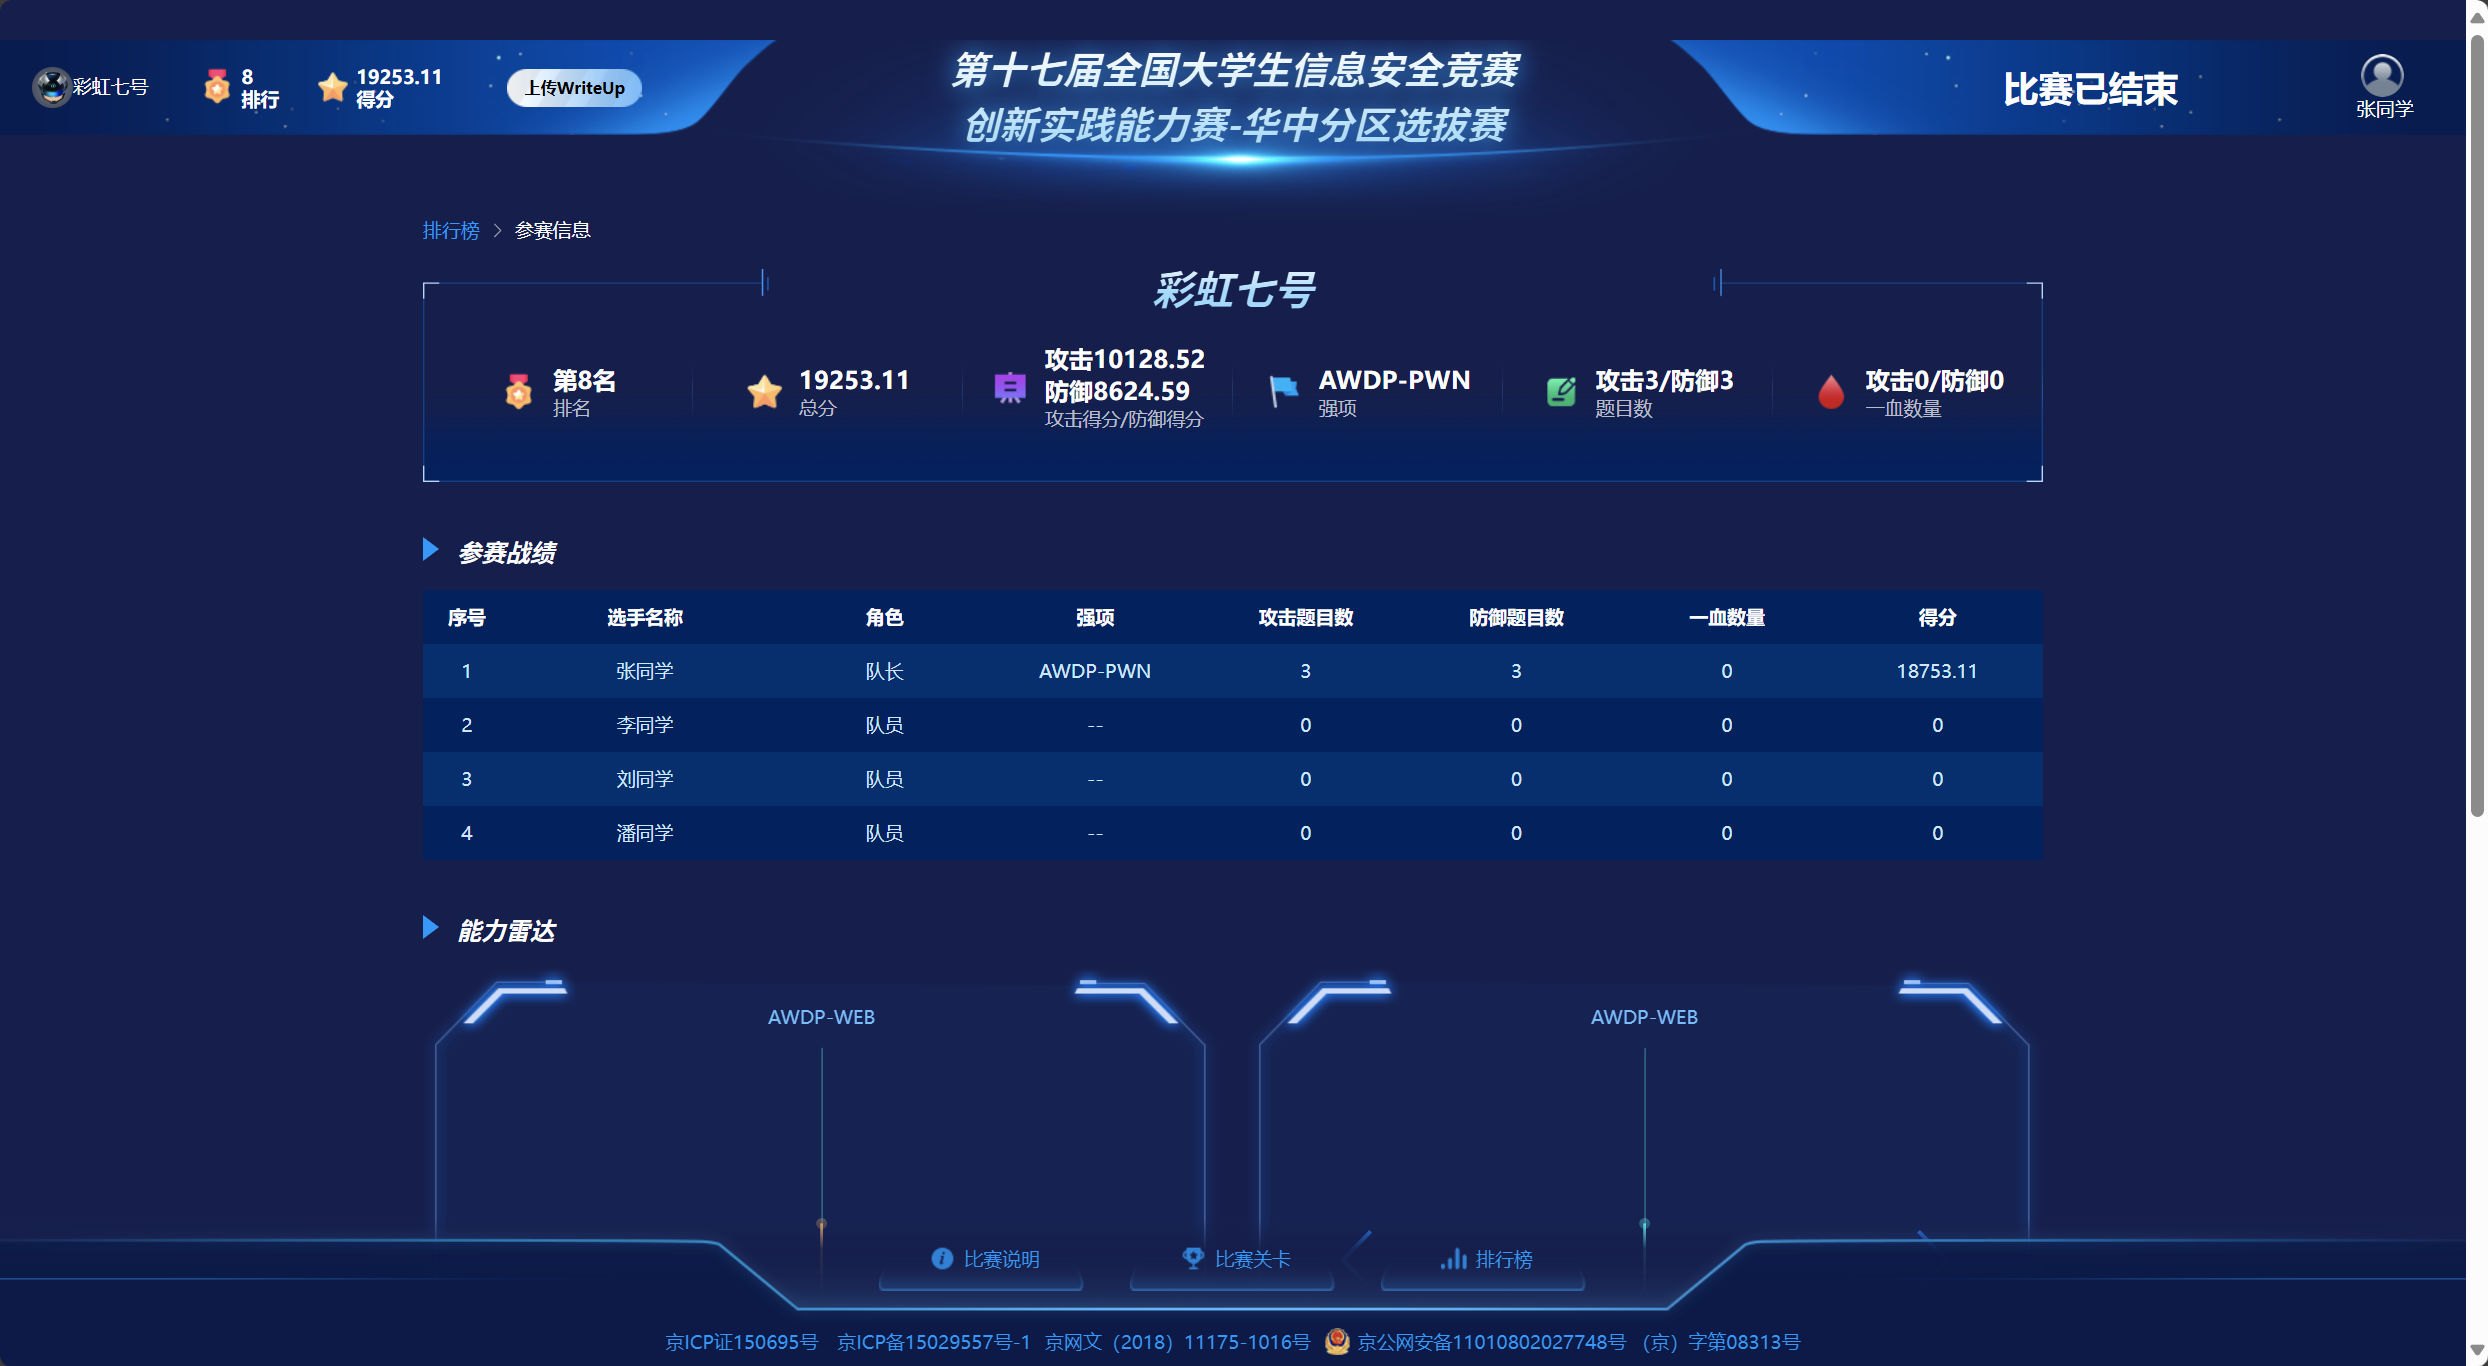 彩虹七号
8
排行
19253.11
得分
上传WriteUp
第十七届全国大学生信息安全竞赛
创新实践能力赛-华中分区选拔赛
比赛已结束
张同学
排行榜 > 参赛信息
彩虹七号
第8名
排名
19253.11
总分
攻击10128.52
防御8624.59
攻击得分/防御得分
AWDP-PWN
强项
攻击3/防御3
题目数
攻击0/防御0
一血数量
参赛战绩
序号 选手名称 角色 强项 攻击题目数 防御题目数 一血数量 得分
1 张同学 队长 AWDP-PWN 3 3 0 18753.11
2 李同学 队员 -- 0 0 0 0
3 刘同学 队员 -- 0 0 0 0
4 潘同学 队员 -- 0 0 0 0
能力雷达
AWDP-WEB AWDP-WEB
比赛说明 比赛关卡 排行榜
京ICP证150695号 京ICP备15029557号-1 京网文（2018）11175-1016号 京公网安备11010802027748号 （京）字第08313号